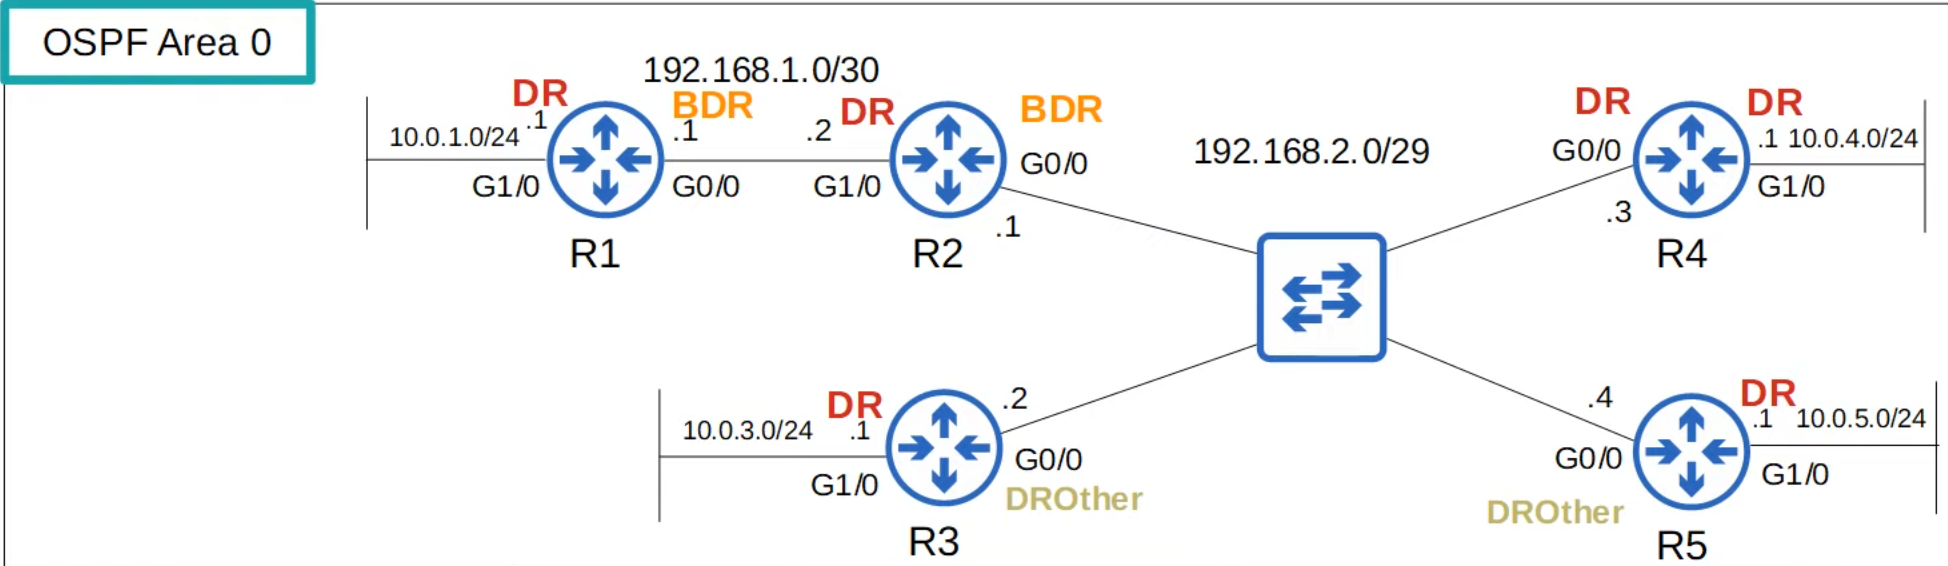 OSPF Area 0
192.168.1.0/30
DR
BDR
DR
BDR
DR
DR
10.0.1.0/24
.1
.1
.2
192.168.2.0/29
.1
10.0.4.0/24
G1/0
G0/0
G1/0
G0/0
G0/0
G1/0
.1
.3
R1
R2
R4
DR
.2
.4
DR
10.0.3.0/24
.1
.1
10.0.5.0/24
G1/0
G0/0
G0/0
G1/0
DROther
DROther
R3
R5